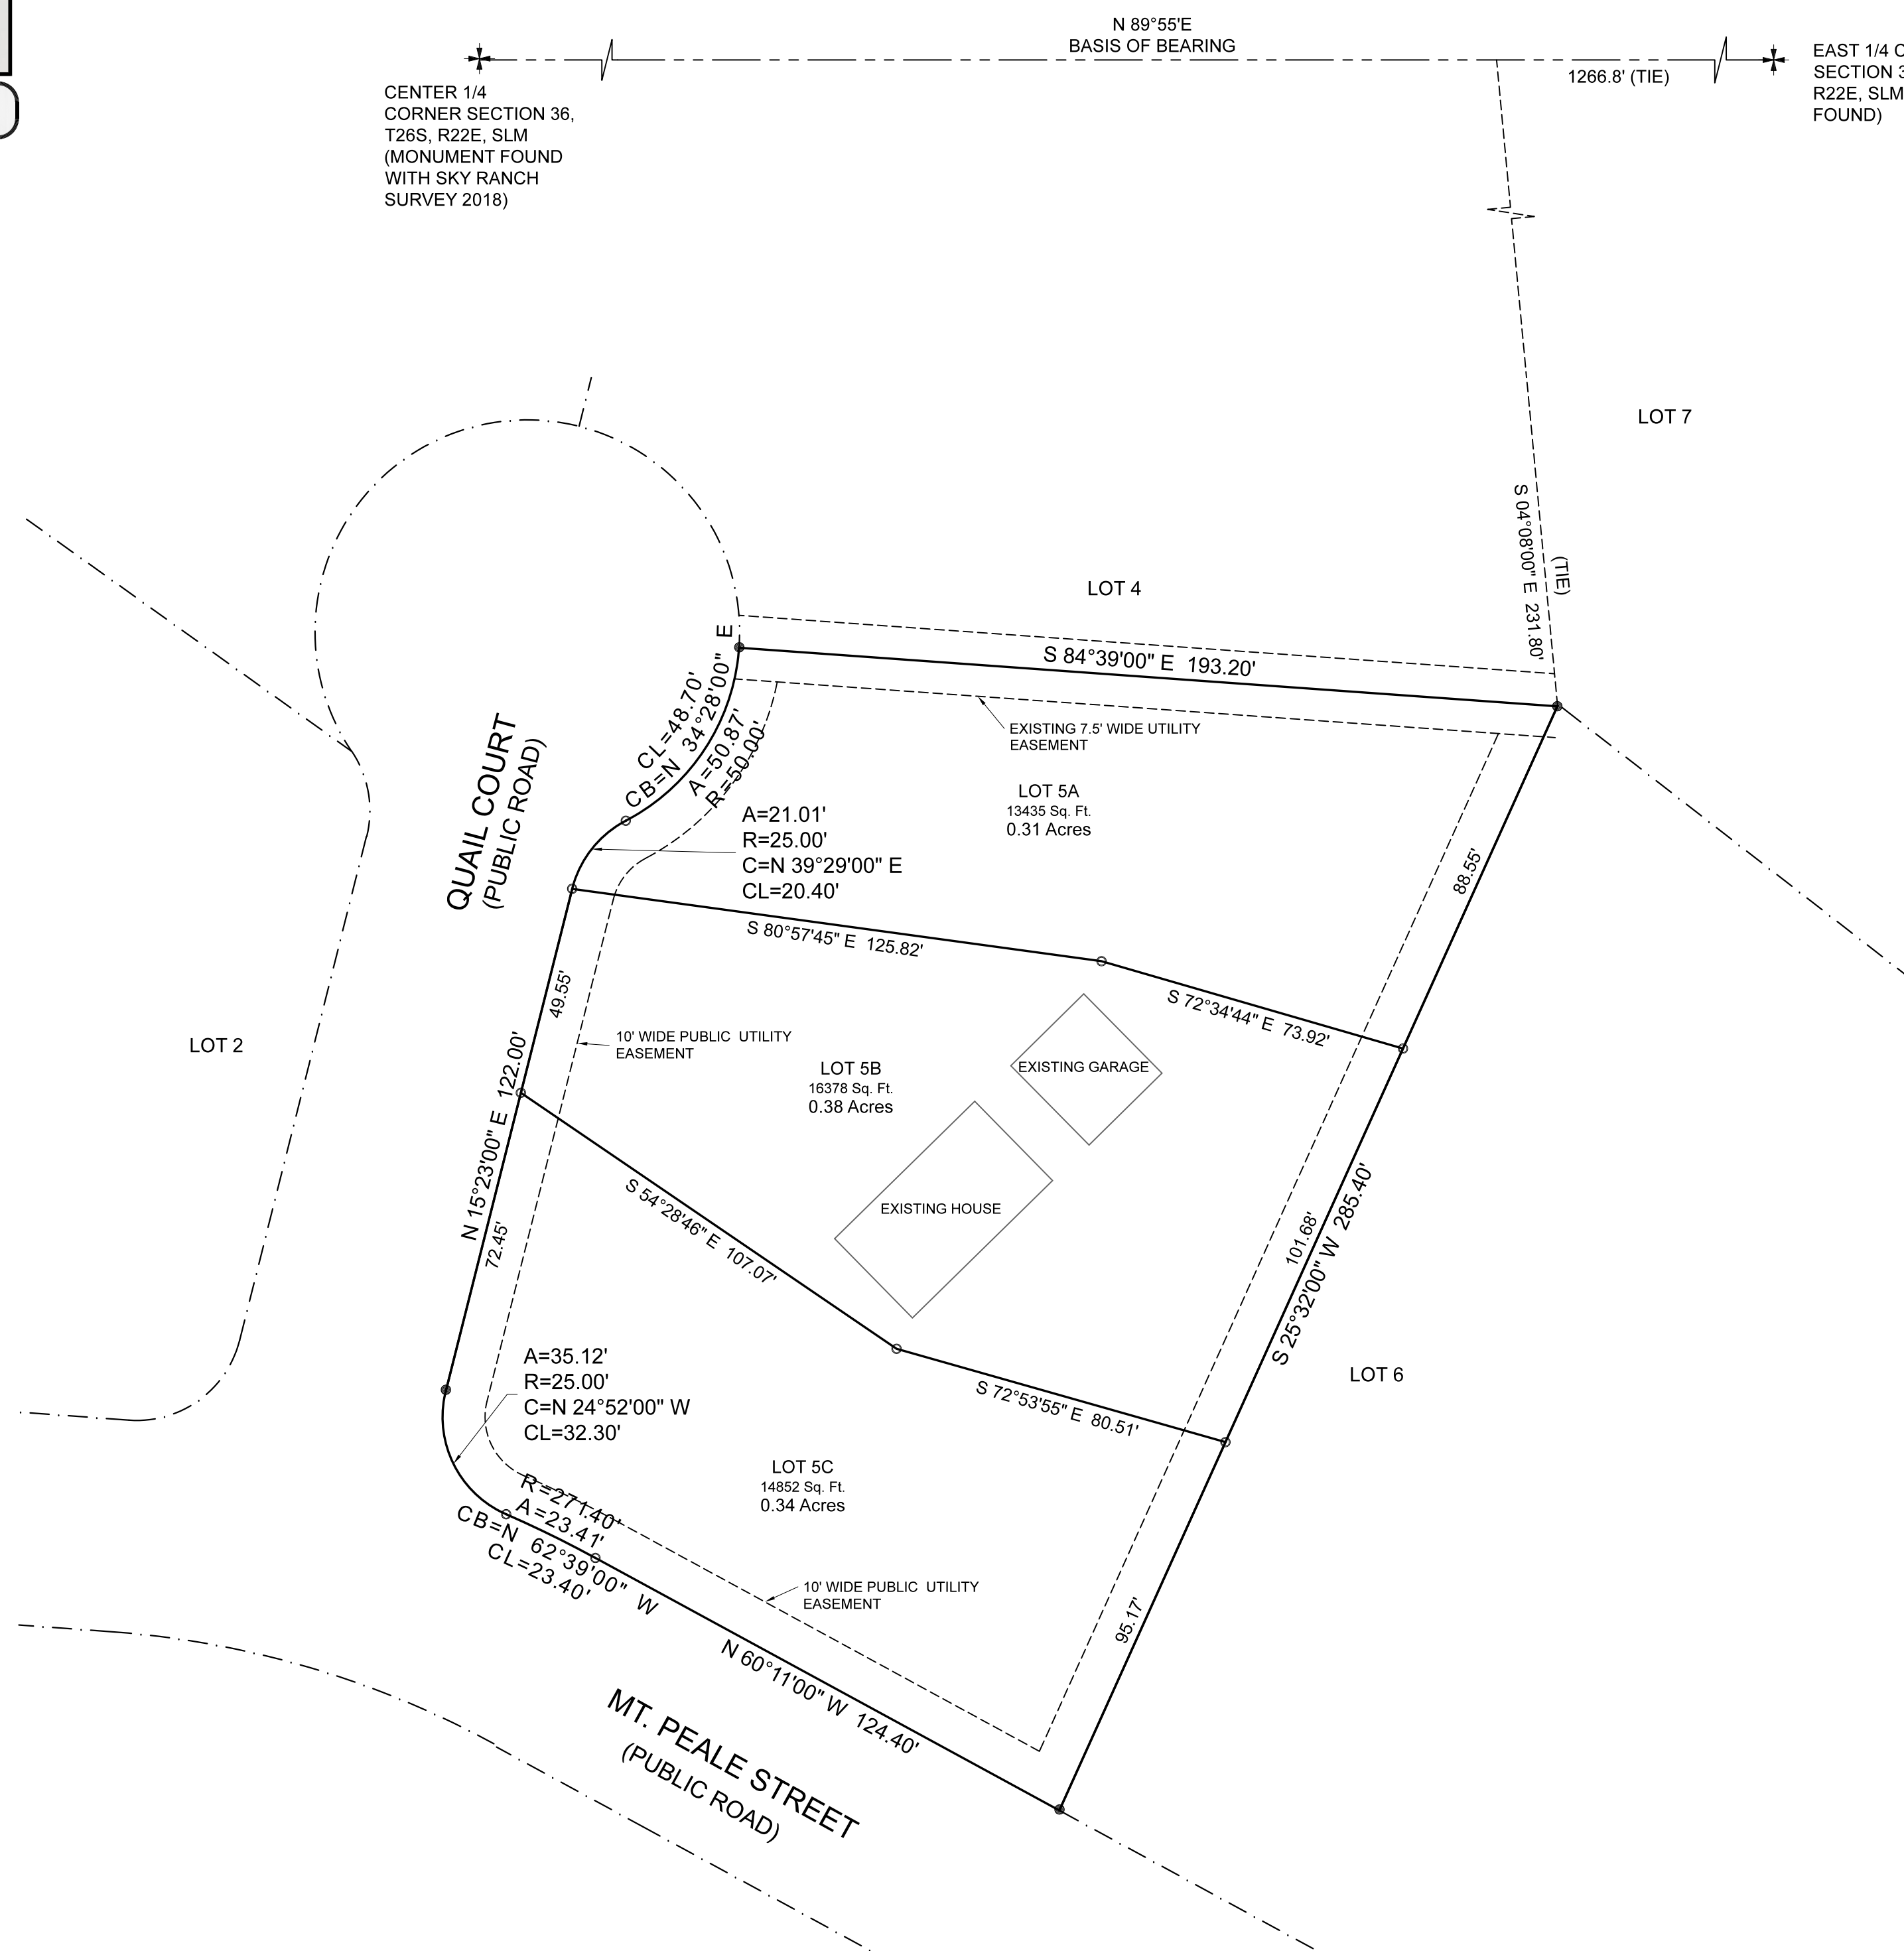 N 89°55'E
BASIS OF BEARING
1266.8' (TIE)
CENTER 1/4
CORNER SECTION 36,
T26S, R22E, SLM
(MONUMENT FOUND
WITH SKY RANCH
SURVEY 2018)
EAST 1/4
SECTION
R22E, SLM
FOUND)
LOT 7
S 04°08'00" E 231.80'
(TIE)
LOT 4
S 84°39'00" E 193.20'
EXISTING 7.5' WIDE UTILITY
EASEMENT
CL=48.70'
CB=N 34°28'00" E
A=50.87'
R=50.00'
QUAIL COURT
(PUBLIC ROAD)
LOT 5A
13435 Sq. Ft.
0.31 Acres
A=21.01'
R=25.00'
C=N 39°29'00" E
CL=20.40'
88.55'
S 80°57'45" E 125.82'
S 72°34'44" E 73.92'
49.55'
10' WIDE PUBLIC UTILITY
EASEMENT
LOT 2
N 15°23'00" E 122.00'
LOT 5B
16378 Sq. Ft.
0.38 Acres
EXISTING GARAGE
EXISTING HOUSE
72.45'
S 54°28'46" E 107.07'
101.68'
S 25°32'00" W 285.40'
LOT 6
A=35.12'
R=25.00'
C=N 24°52'00" W
CL=32.30'
S 72°53'55" E 80.51'
LOT 5C
14852 Sq. Ft.
0.34 Acres
R=271.40'
A=23.41'
CB=N 62°39'00" W
CL=23.40'
10' WIDE PUBLIC UTILITY
EASEMENT
95.17'
N 60°11'00" W 124.40'
MT. PEALE STREET
(PUBLIC ROAD)